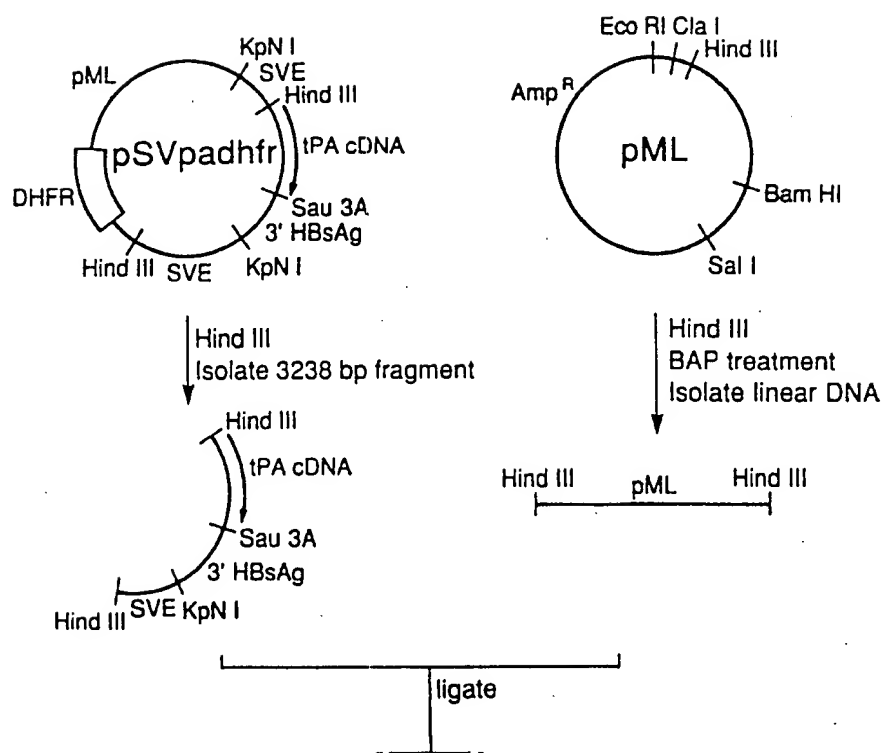 KpN I
SVE
Hind III
pML
pSVpadhfr
tPA cDNA
DHFR
Sau 3A
3' HBsAg
Hind III
SVE
KpN I
Eco RI Cla I
Hind III
Amp R
pML
Bam HI
Sal I
Hind III
Isolate 3238 bp fragment
Hind III
BAP treatment
Isolate linear DNA
Hind III
tPA cDNA
Sau 3A
3' HBsAg
Hind III SVE KpN I
Hind III pML Hind III
ligate